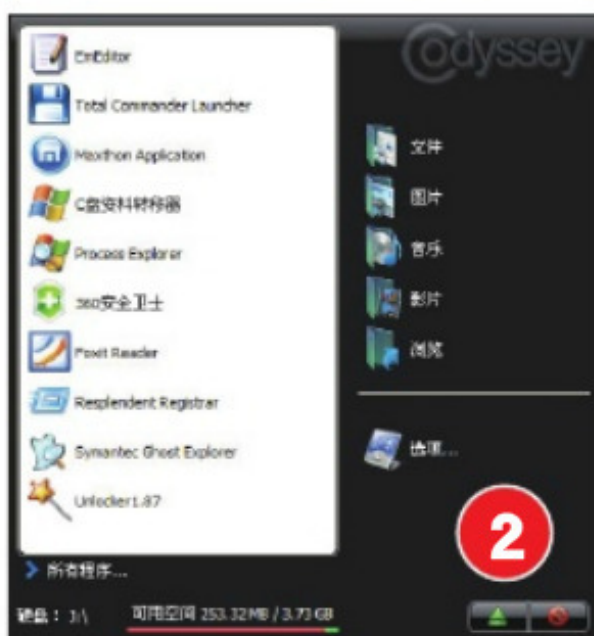 Odyssey
EmEditor
Total Commander Launcher
Maxthon Application
C盘资料转移器
Process Explorer
360安全卫士
Foxit Reader
Resplendent Registrar
Symantec Ghost Explorer
Unlocker1.87
文件
图片
音乐
影片
浏览
选项...
2
所有程序...
硬盘： J:\ 可用空间 253.32MB / 3.73 GB